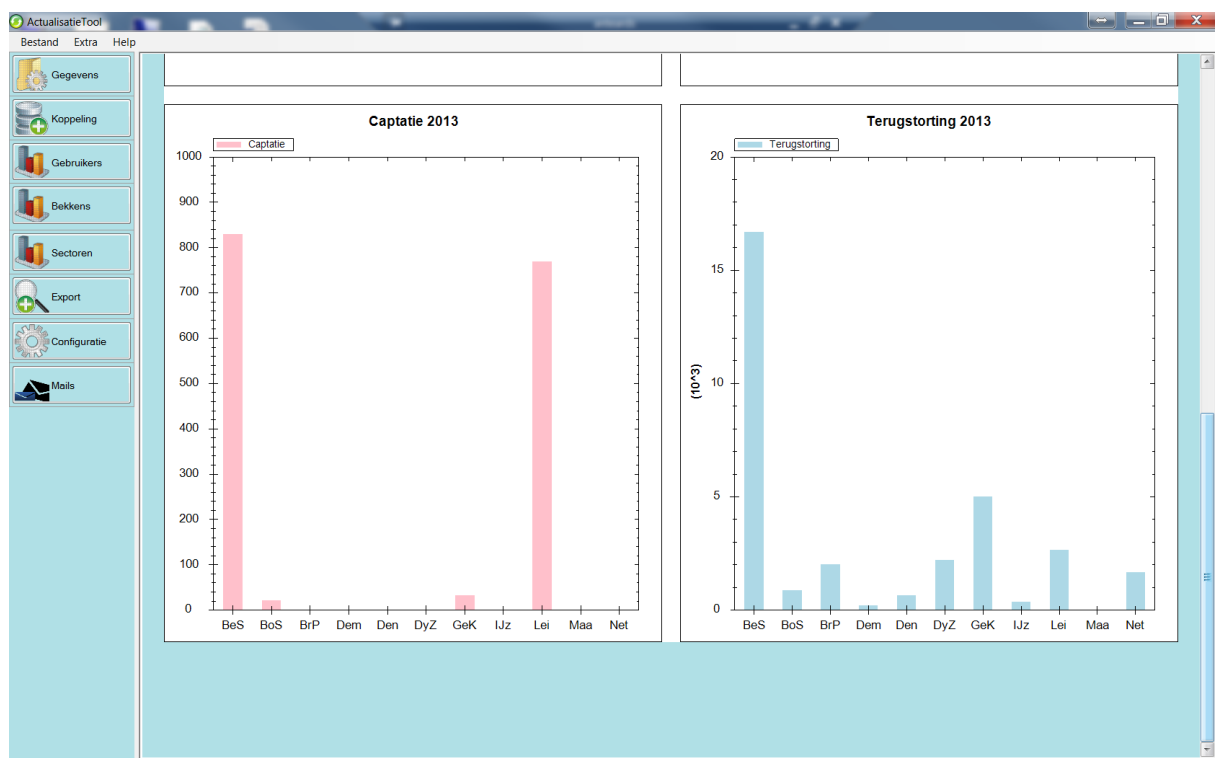 ActualisatieTool
Bestand Extra Help
Gegevens
Koppeling
Gebruikers
Bekkens
Sectoren
Export
Configuratie
Mails
Captatie 2013
Captatie
1000
900
800
700
600
500
400
300
200
100
0
BeS BoS BrP Dem Den DyZ GeK IJz Lei Maa Net
Terugstorting 2013
Terugstorting
(10^3)
20
15
10
5
0
BeS BoS BrP Dem Den DyZ GeK IJz Lei Maa Net